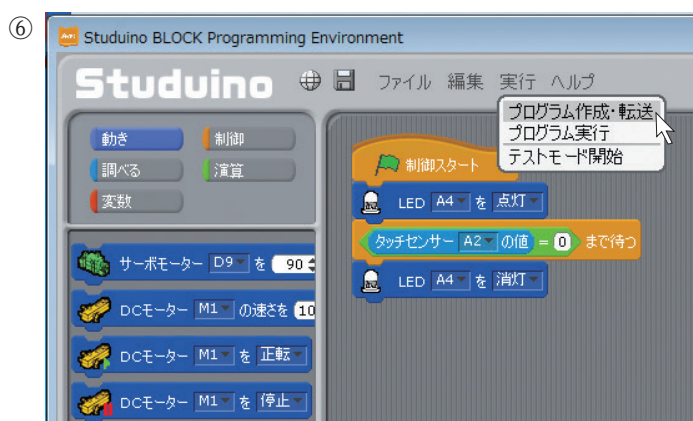 ⑥
Studuino BLOCK Programming Environment
Studuino ファイル 編集 実行 ヘルプ
プログラム作成・転送
プログラム実行
テストモード開始
動き 制御
調べる 演算
変数
サーボモーター D9 を 90
DCモーター M1 の速さを 10
DCモーター M1 を 正転
DCモーター M1 を 停止
制御スタート
LED A4 を 点灯
タッチセンサー A2 の値 = 0 まで待つ
LED A4 を 消灯